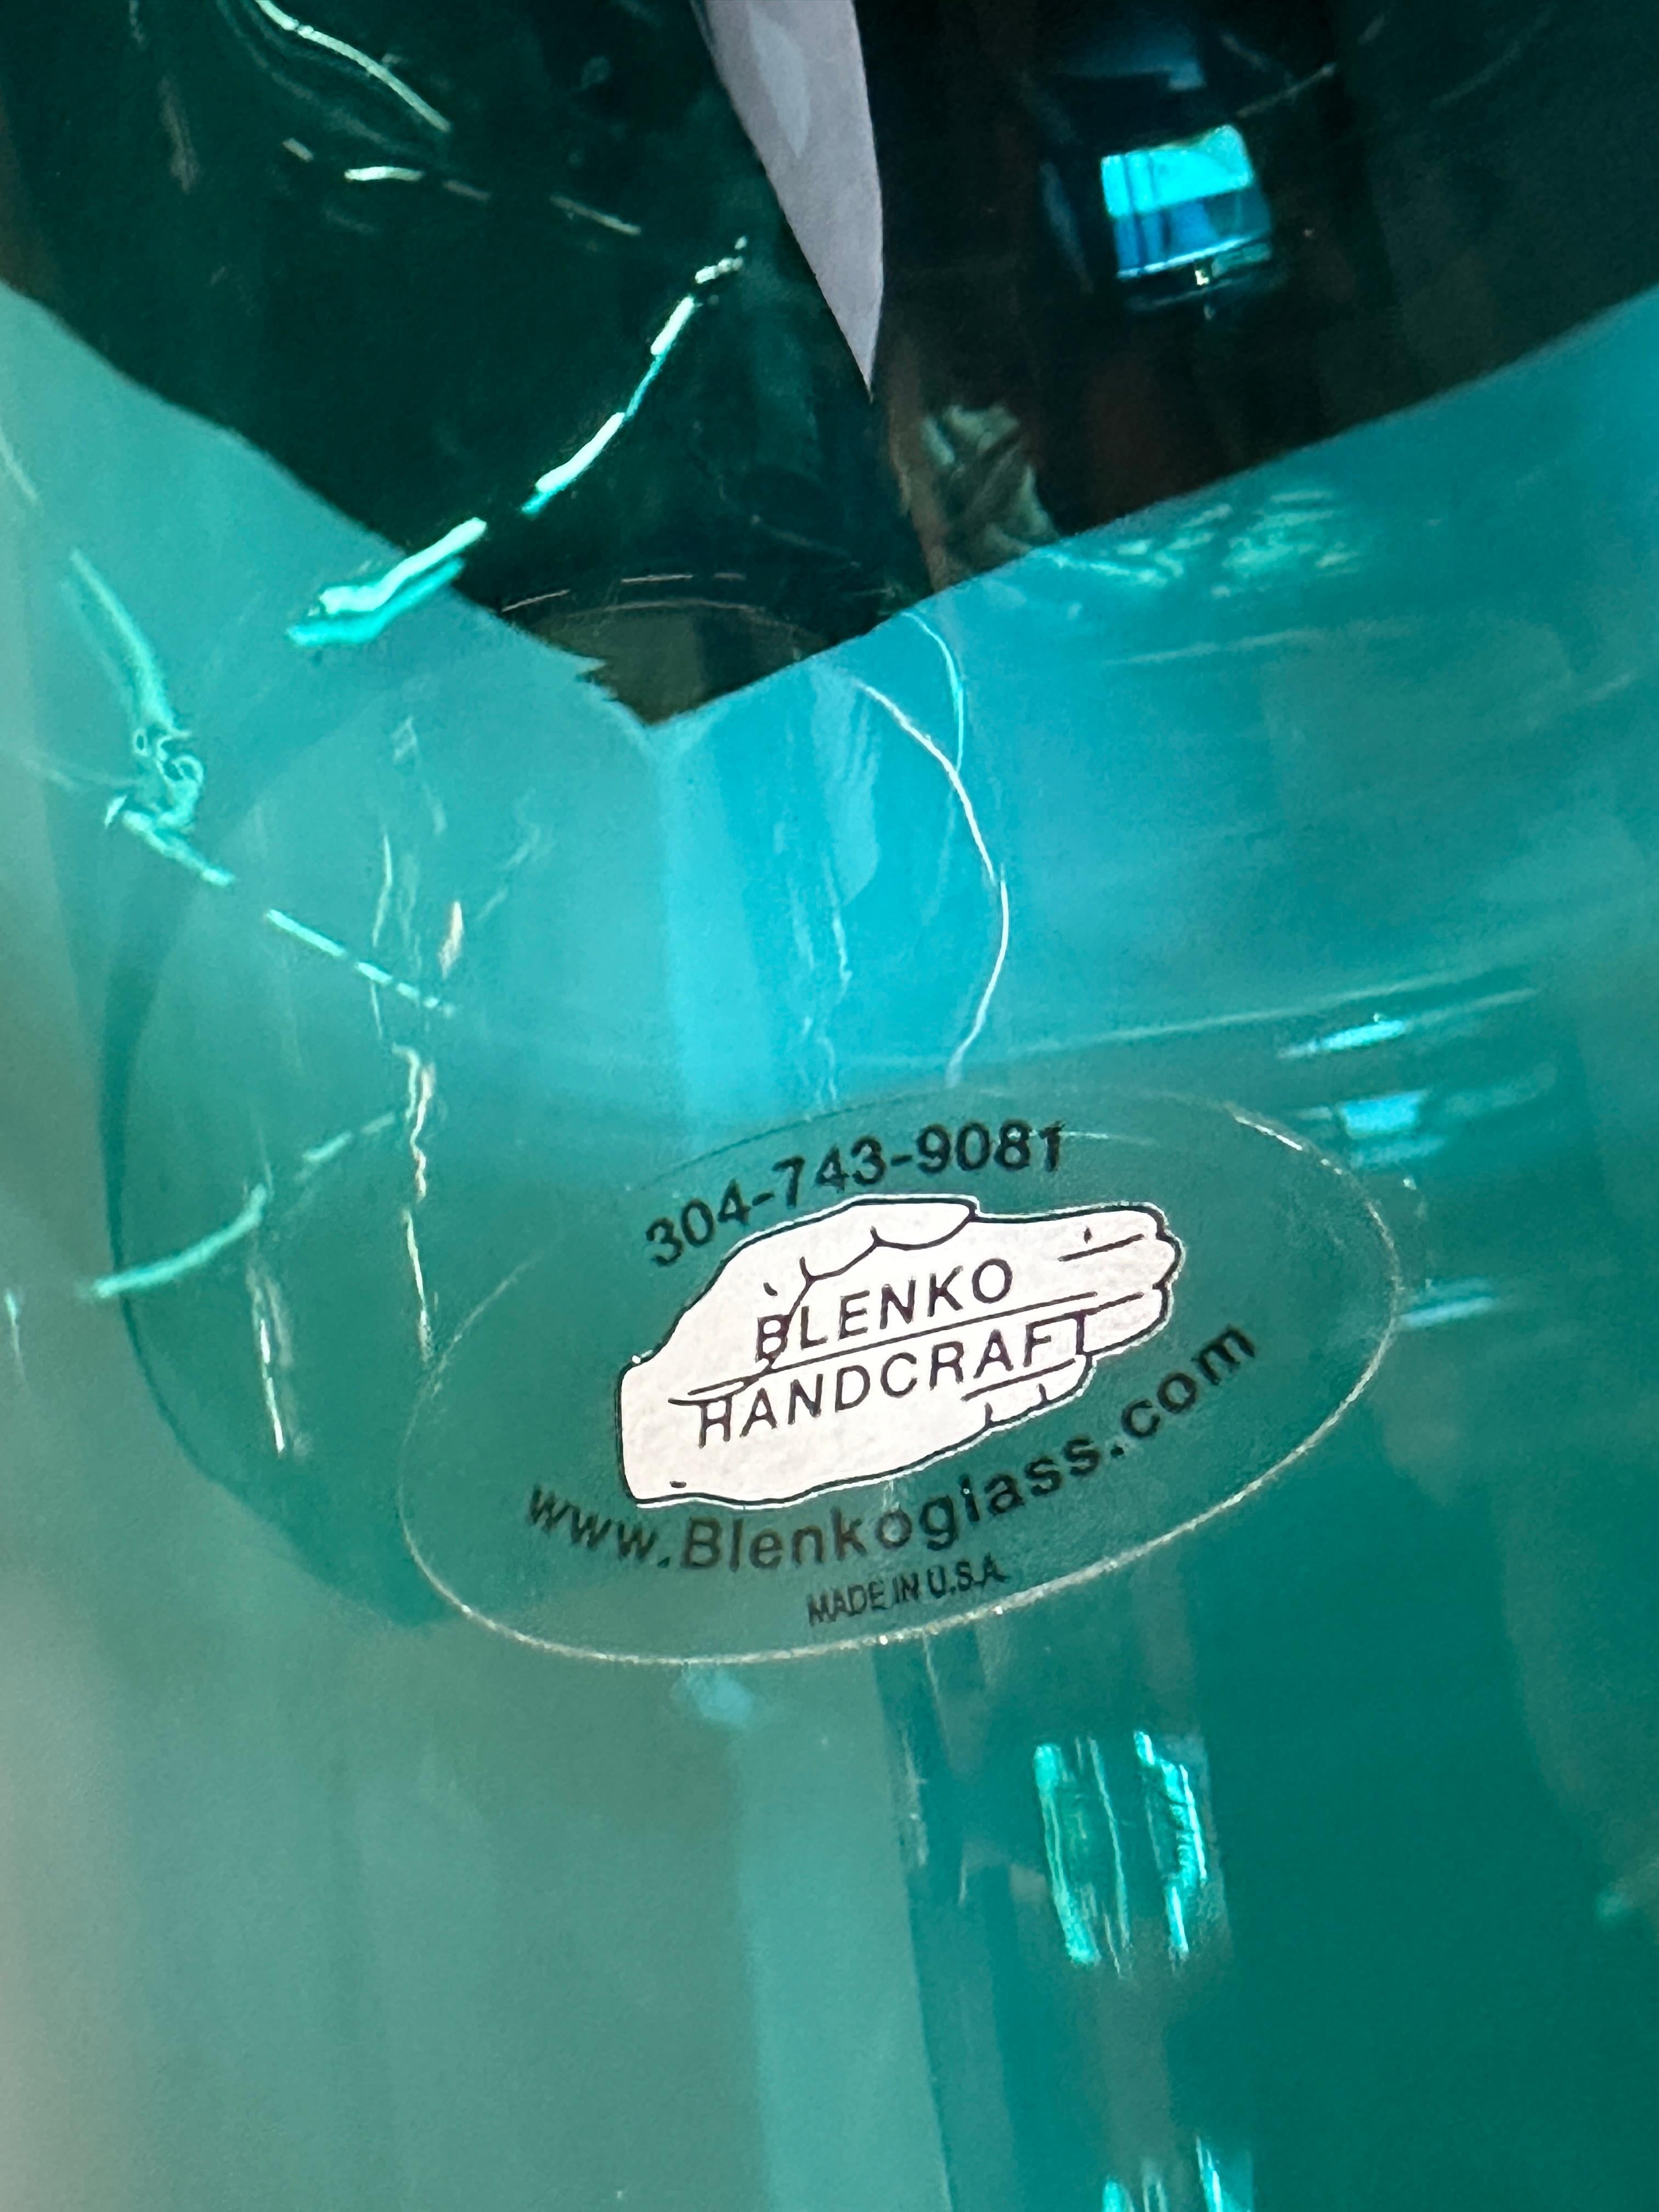 304-743-9081
BLENKO
HANDCRAFT
www.Blenkoglass.com
MADE IN U.S.A.